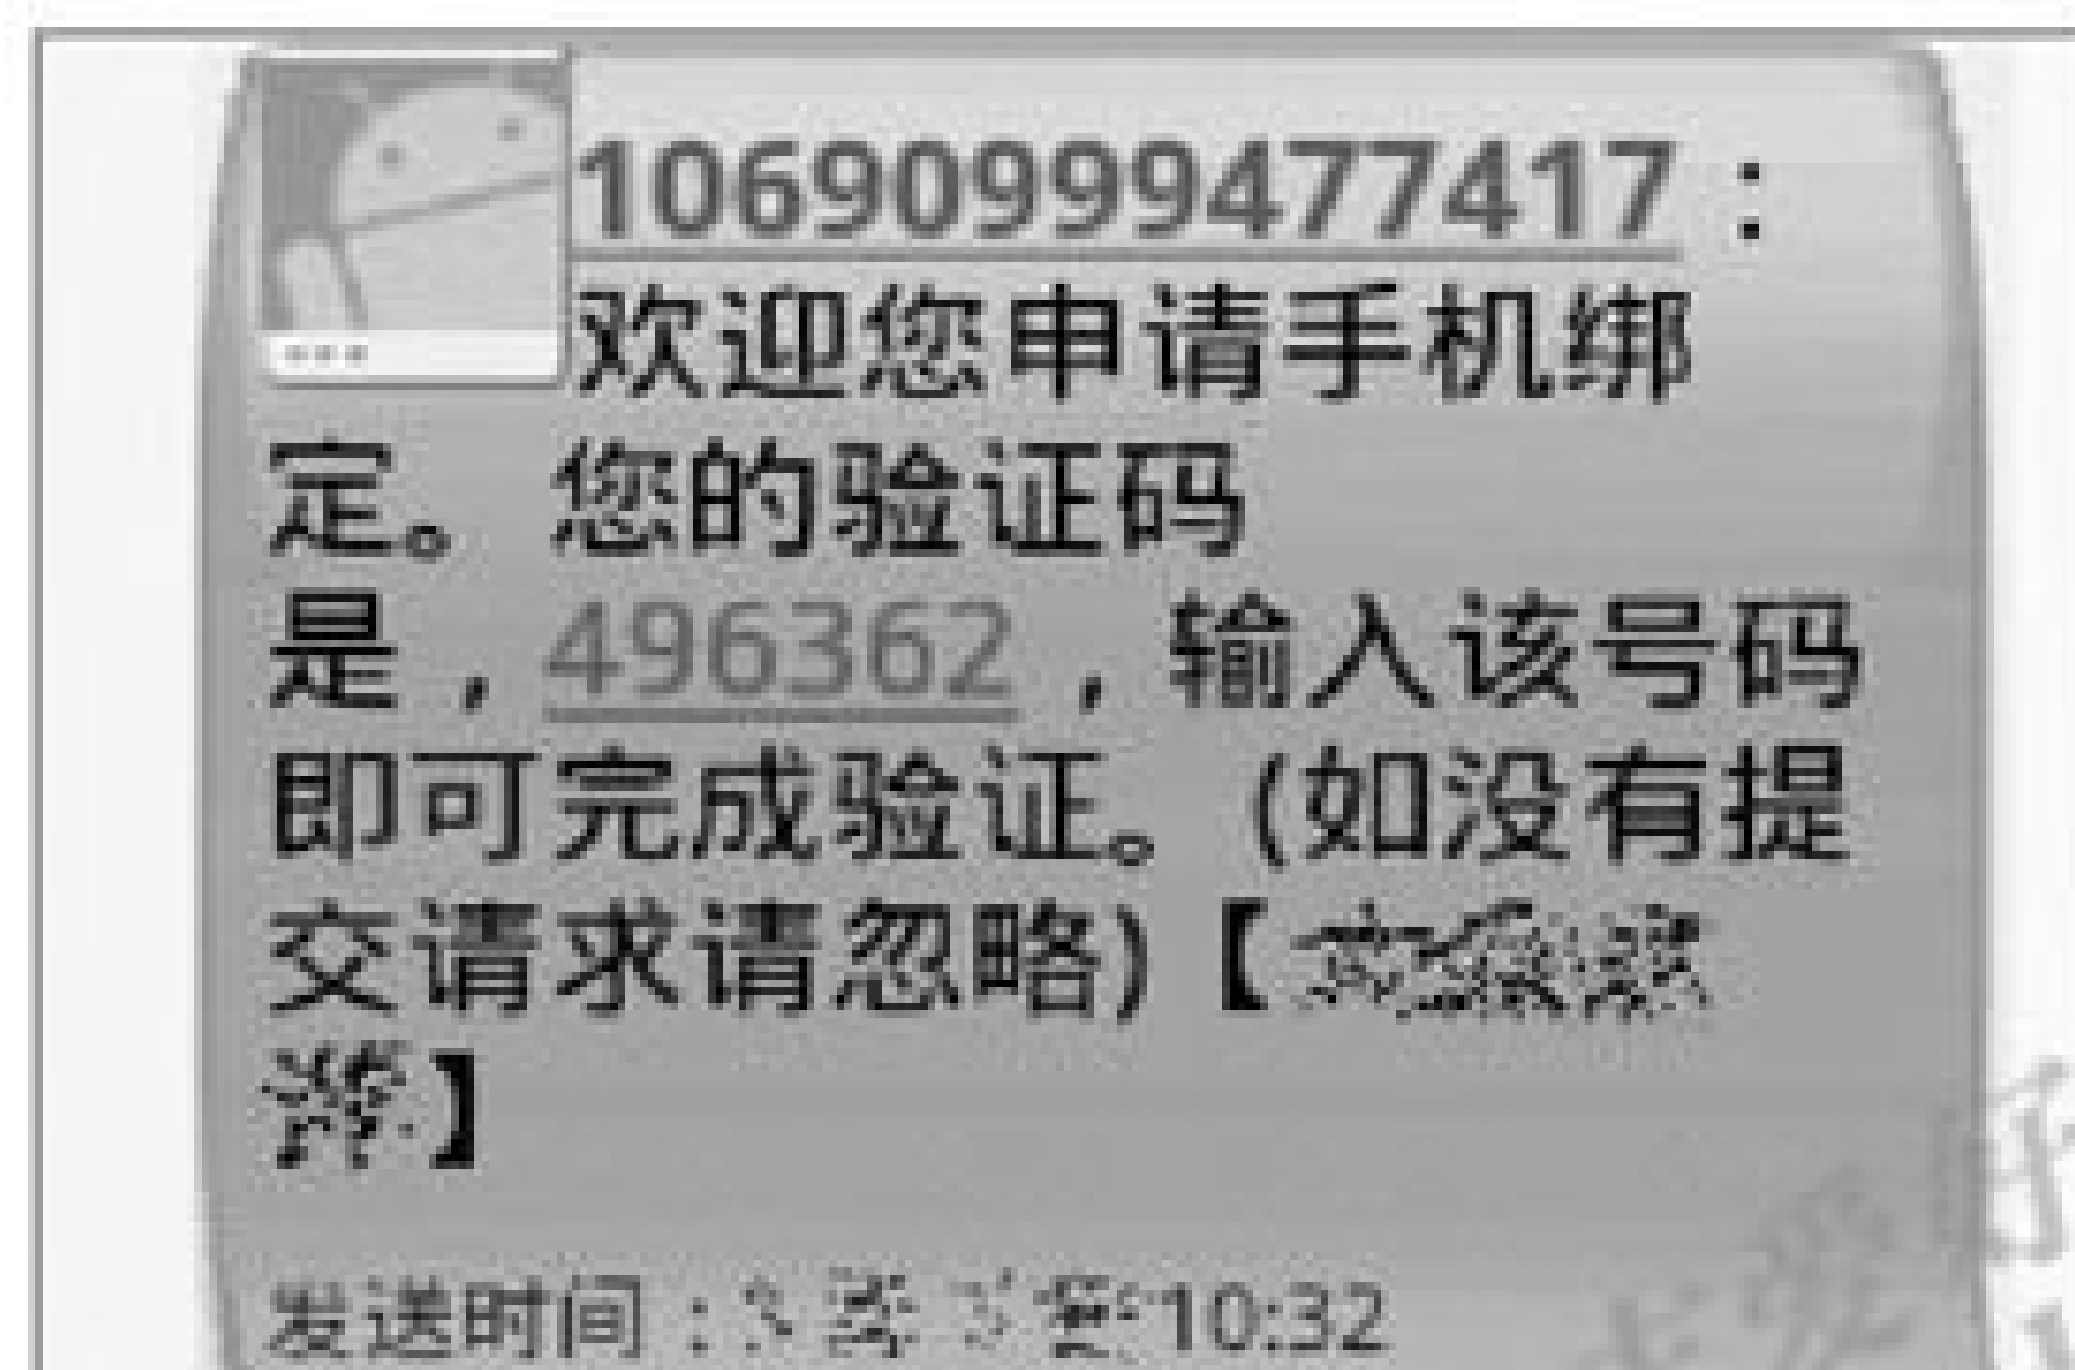 10690999477417：
欢迎您申请手机绑
定。您的验证码
是，496362，输入该号码
即可完成验证。(如没有提
交请求请忽略)【
】
发送时间：10:32